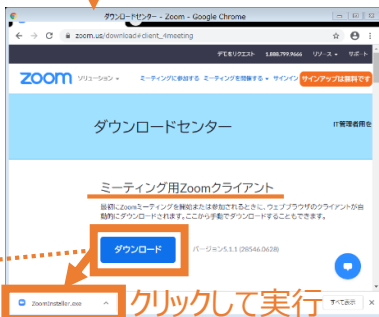 ダウンロードセンター - Zoom - Google Chrome
zoom.us/download#client_4meeting
デモをリクエスト 1.888.799.9666 リソース サポート
zoom ソリューション ミーティングに参加する ミーティングを開催する サインイン サインアップは無料です
ダウンロードセンター IT管理者用を
ミーティング用Zoomクライアント
最初にZoomミーティングを開始または参加されるときに、ウェブブラウザのクライアントが自
動的にダウンロードされます。ここから手動でダウンロードすることもできます。
ダウンロード バージョン5.1.1 (28546.0628)
ZoomInstaller.exe クリックして実行 すべて表示